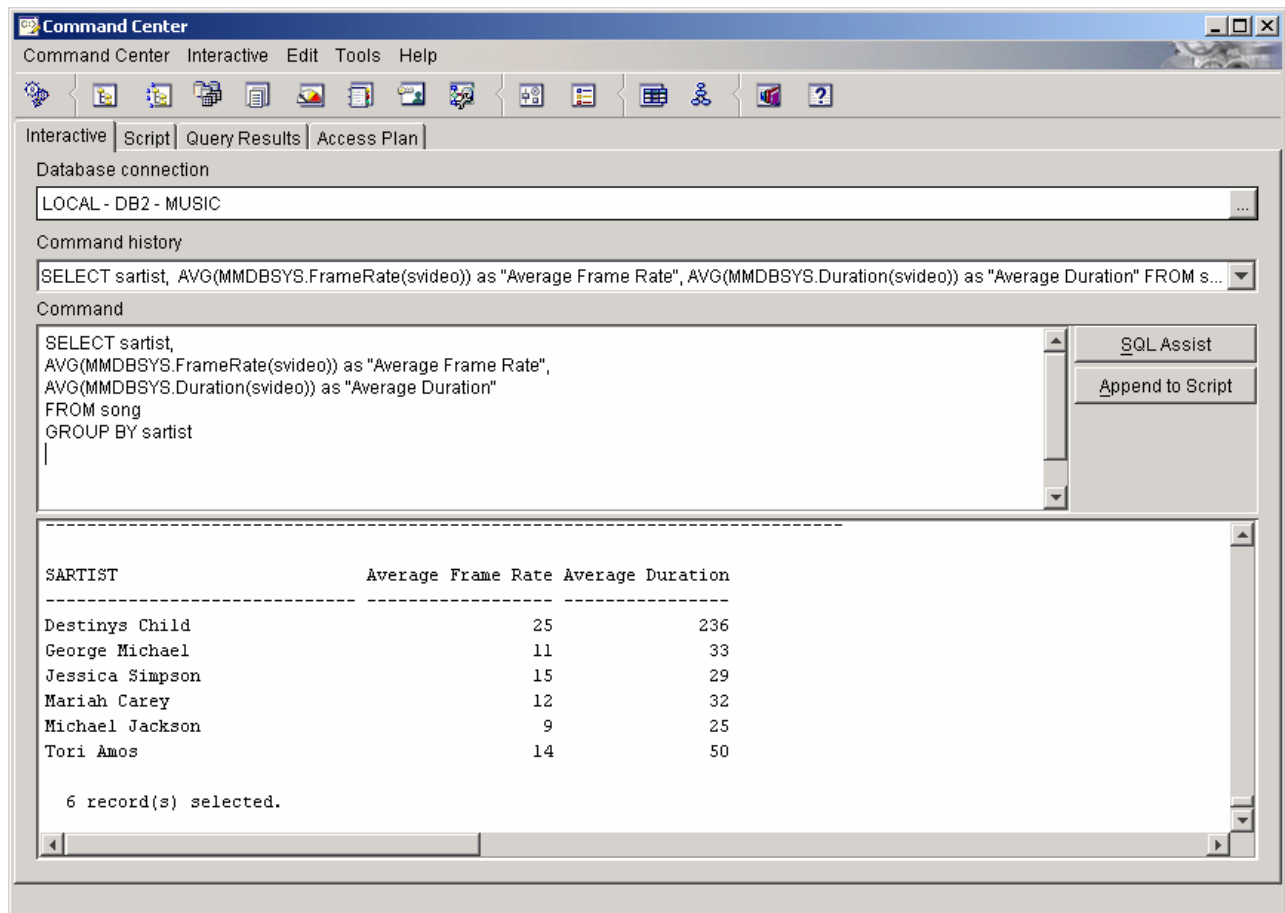 Command Center
Command Center Interactive Edit Tools Help
Interactive Script Query Results Access Plan
Database connection
LOCAL - DB2 - MUSIC
...
Command history
SELECT sartist, AVG(MMDBSYS.FrameRate(svideo)) as "Average Frame Rate", AVG(MMDBSYS.Duration(svideo)) as "Average Duration" FROM s...
Command
SELECT sartist,
AVG(MMDBSYS.FrameRate(svideo)) as "Average Frame Rate",
AVG(MMDBSYS.Duration(svideo)) as "Average Duration"
FROM song
GROUP BY sartist
SQL Assist
Append to Script
-----------------------------------------------------------------------------
SARTIST Average Frame Rate Average Duration
------------------------------ ------------------ ----------------
Destinys Child 25 236
George Michael 11 33
Jessica Simpson 15 29
Mariah Carey 12 32
Michael Jackson 9 25
Tori Amos 14 50
6 record(s) selected.